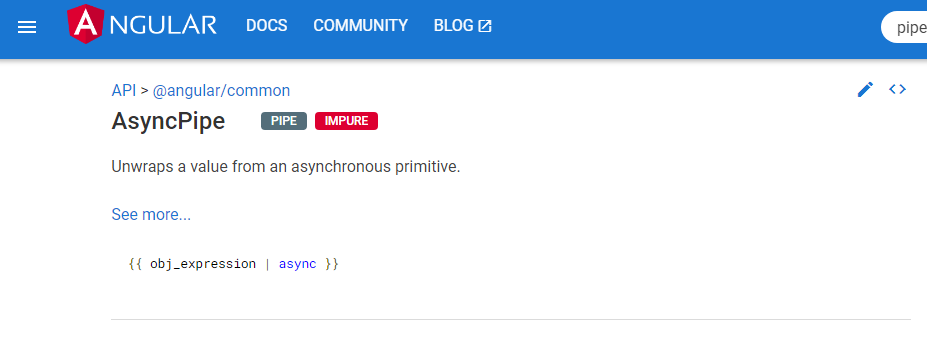 ANGULAR DOCS COMMUNITY BLOG pipe
API > @angular/common
AsyncPipe PIPE IMPURE
Unwraps a value from an asynchronous primitive.
See more...
{{ obj_expression | async }}